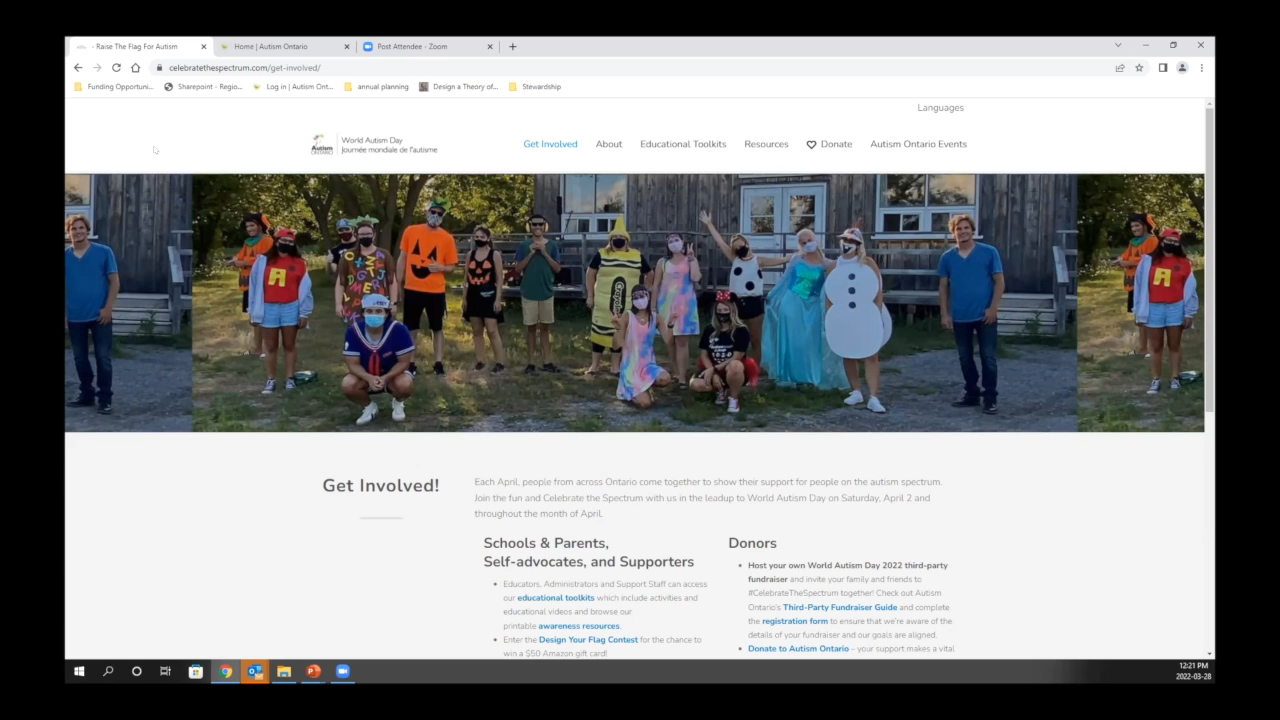 - Raise The Flag For Autism
Home | Autism Ontario
Post Attendee - Zoom
celebratethespectrum.com/get-involved/
Funding Opportuni...
Sharepoint - Regio...
Log in | Autism Ont...
annual planning
Design a Theory of...
Stewardship
Languages
Autism
ONTARIO
World Autism Day
Journée mondiale de l'autisme
Get Involved
About
Educational Toolkits
Resources
Donate
Autism Ontario Events
Get Involved!
Each April, people from across Ontario come together to show their support for people on the autism spectrum.
Join the fun and Celebrate the Spectrum with us in the leadup to World Autism Day on Saturday, April 2 and
throughout the month of April.
Schools & Parents,
Self-advocates, and Supporters
Educators, Administrators and Support Staff can access
our educational toolkits which include activities and
educational videos and browse our
printable awareness resources.
Enter the Design Your Flag Contest for the chance to
win a $50 Amazon gift card!
Donors
Host your own World Autism Day 2022 third-party
fundraiser and invite your family and friends to
#CelebrateTheSpectrum together! Check out Autism
Ontario's Third-Party Fundraiser Guide and complete
the registration form to ensure that we're aware of the
details of your fundraiser and our goals are aligned.
Donate to Autism Ontario – your support makes a vital
12:21 PM
2022-03-28